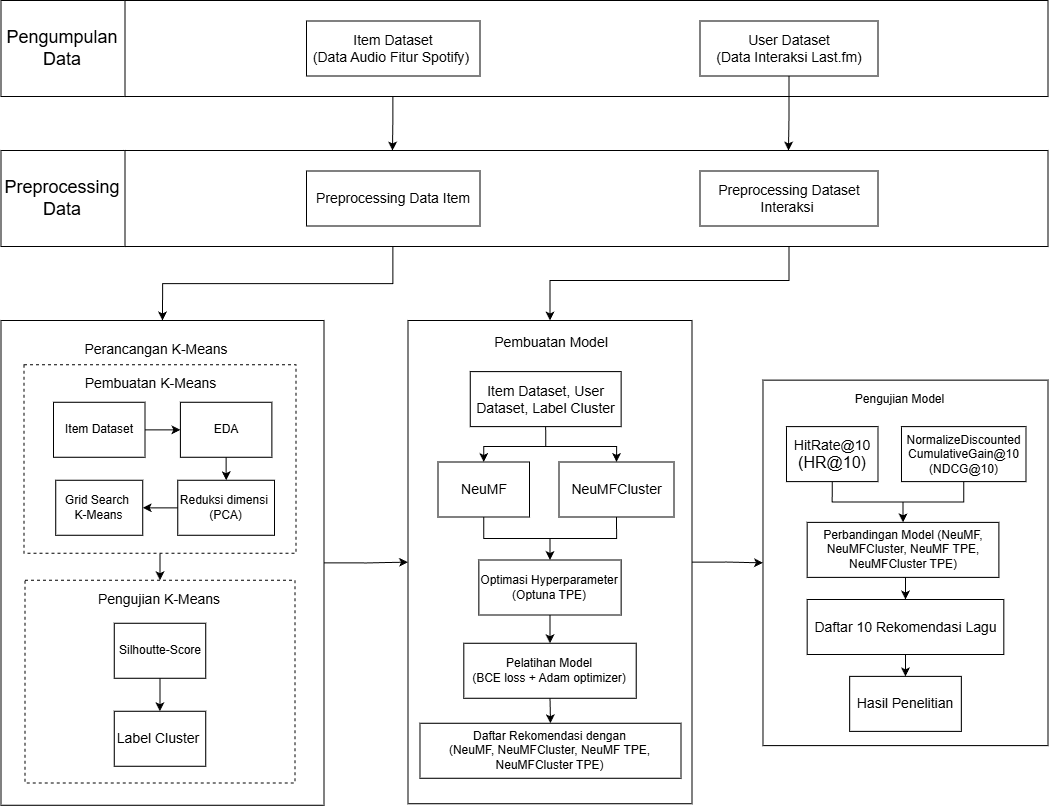 Pengumpulan
Data
Item Dataset
(Data Audio Fitur Spotify)
User Dataset
(Data Interaksi Last.fm)
Preprocessing
Data
Preprocessing Data Item
Preprocessing Dataset
Interaksi
Perancangan K-Means
Pembuatan K-Means
Item Dataset
EDA
Grid Search
K-Means
Reduksi dimensi
(PCA)
Pengujian K-Means
Silhoutte-Score
Label Cluster
Pembuatan Model
Item Dataset, User
Dataset, Label Cluster
NeuMF
NeuMFCluster
Optimasi Hyperparameter
(Optuna TPE)
Pelatihan Model
(BCE loss + Adam optimizer)
Daftar Rekomendasi dengan
(NeuMF, NeuMFCluster, NeuMF TPE,
NeuMFCluster TPE)
Pengujian Model
HitRate@10
(HR@10)
NormalizeDiscounted
CumulativeGain@10
(NDCG@10)
Perbandingan Model (NeuMF,
NeuMFCluster, NeuMF TPE,
NeuMFCluster TPE)
Daftar 10 Rekomendasi Lagu
Hasil Penelitian